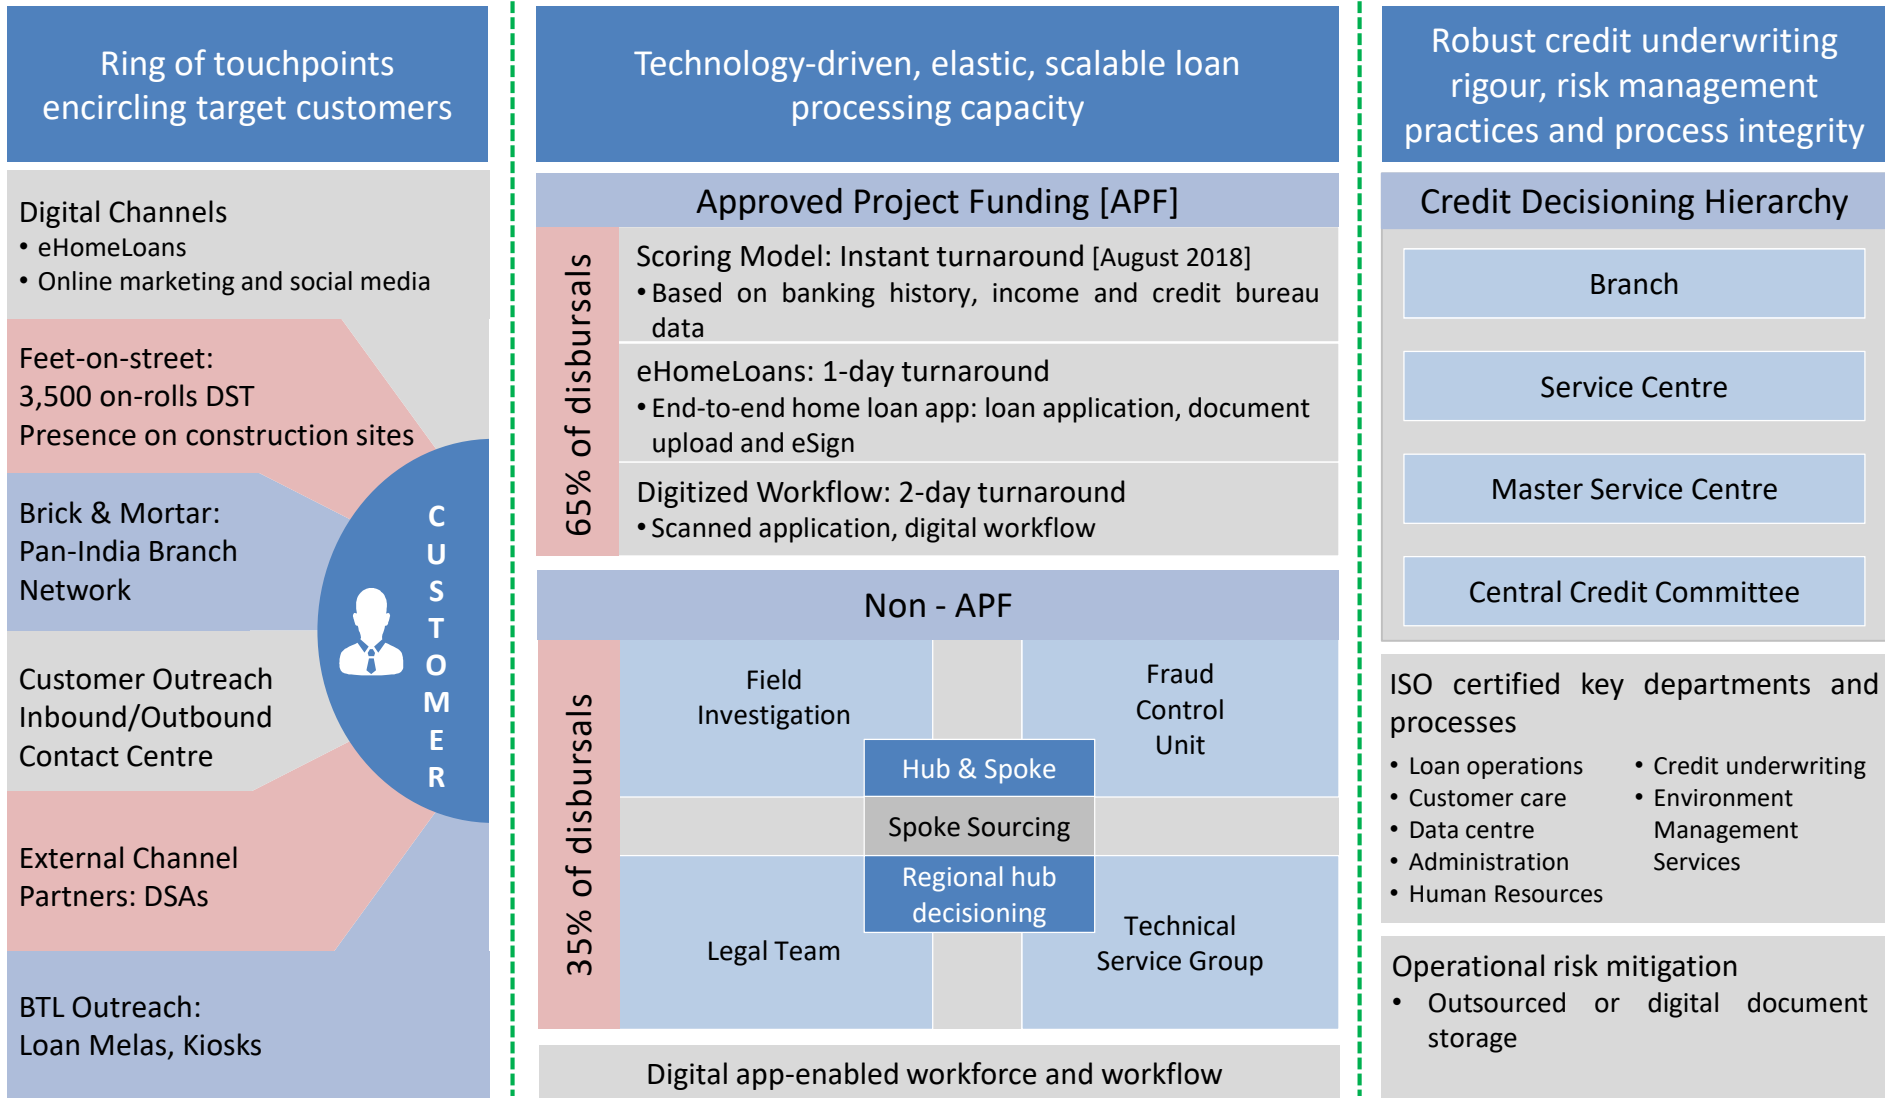 Ring of touchpoints
encircling target customers
Digital Channels
• eHomeLoans
• Online marketing and social media
Feet-on-street:
3,500 on-rolls DST
Presence on construction sites
Brick & Mortar:
Pan-India Branch
Network
Customer Outreach
Inbound/Outbound
Contact Centre
External Channel
Partners: DSAs
BTL Outreach:
Loan Melas, Kiosks
CUSTOMER
Technology-driven, elastic, scalable loan
processing capacity
Approved Project Funding [APF]
65% of disbursals
Scoring Model: Instant turnaround [August 2018]
• Based on banking history, income and credit bureau
data
eHomeLoans: 1-day turnaround
• End-to-end home loan app: loan application, document
upload and eSign
Digitized Workflow: 2-day turnaround
• Scanned application, digital workflow
Non - APF
35% of disbursals
Field
Investigation
Fraud
Control
Unit
Hub & Spoke
Spoke Sourcing
Regional hub
decisioning
Legal Team
Technical
Service Group
Digital app-enabled workforce and workflow
Robust credit underwriting
rigour, risk management
practices and process integrity
Credit Decisioning Hierarchy
Branch
Service Centre
Master Service Centre
Central Credit Committee
ISO certified key departments and
processes
• Loan operations
• Customer care
• Data centre
• Administration
• Human Resources
• Credit underwriting
• Environment
Management
Services
Operational risk mitigation
• Outsourced or digital document
storage